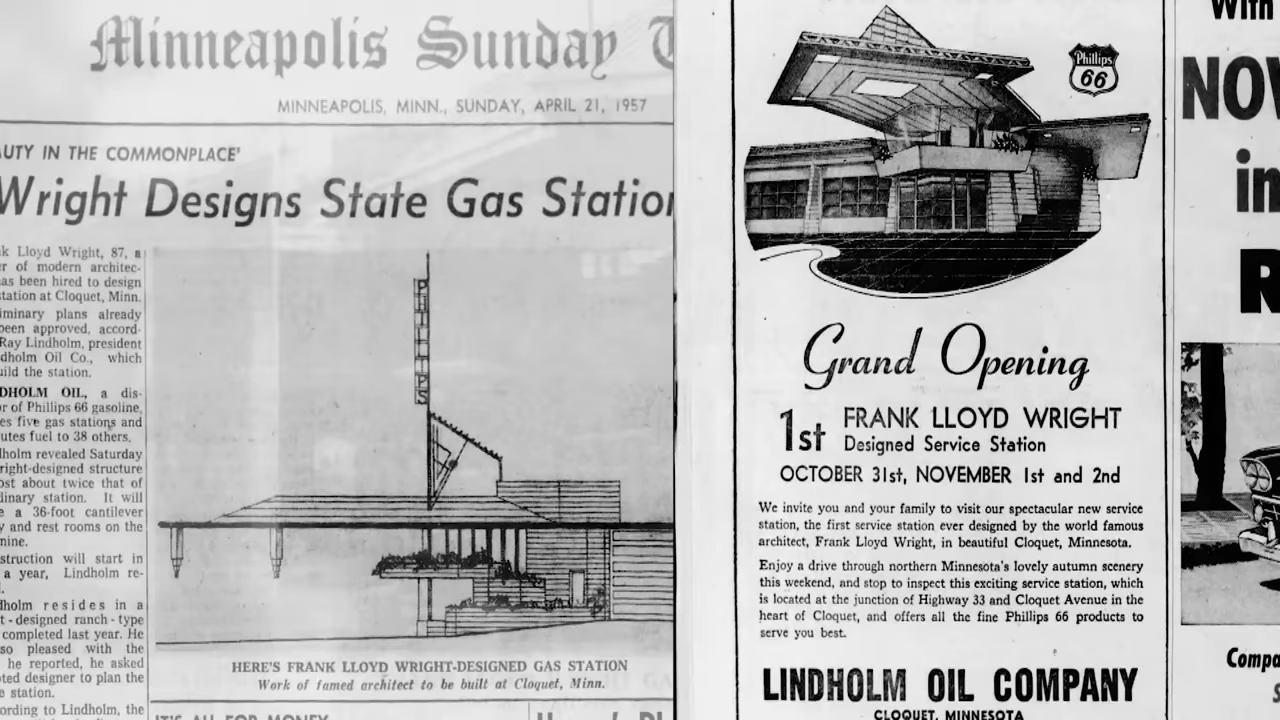 Minneapolis Sunday
MINNEAPOLIS, MINN., SUNDAY, APRIL 21, 1957
AUTY IN THE COMMONPLACE'
Wright Designs State Gas Station
k Lloyd Wright, 87, a
r of modern architec-
as been hired to design
station at Cloquet, Minn.
iminary plans already
been approved, accord-
Ray Lindholm, president
dholm Oil Co., which
uild the station.
DHOLM OIL, a dis-
or of Phillips 66 gasoline,
es five gas stations and
utes fuel to 38 others.
dholm revealed Saturday
right-designed structure
ost about twice that of
dinary station. It will
e a 36-foot cantilever
y and rest rooms on the
nine.
struction will start in
a year, Lindholm re-
dholm resides in a
t - designed ranch - type
completed last year. He
so pleased with the
he reported, he asked
oted designer to plan the
e station.
ording to Lindholm, the
PHILLIPS
HERE'S FRANK LLOYD WRIGHT-DESIGNED GAS STATION
Work of famed architect to be built at Cloquet, Minn.
IT'S ALL FOR MONEY
Phillips
66
Grand Opening
1st FRANK LLOYD WRIGHT
Designed Service Station
OCTOBER 31st, NOVEMBER 1st and 2nd
We invite you and your family to visit our spectacular new service
station, the first service station ever designed by the world famous
architect, Frank Lloyd Wright, in beautiful Cloquet, Minnesota.
Enjoy a drive through northern Minnesota's lovely autumn scenery
this weekend, and stop to inspect this exciting service station, which
is located at the junction of Highway 33 and Cloquet Avenue in the
heart of Cloquet, and offers all the fine Phillips 66 products to
serve you best.
LINDHOLM OIL COMPANY
CLOQUET, MINNESOTA
With
NOW
in
R
Compa